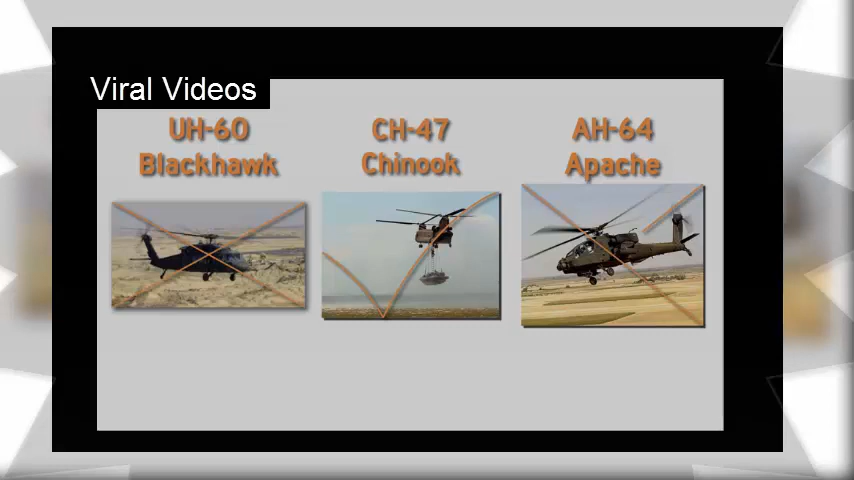 Viral Videos
UH-60
Blackhawk
CH-47
Chinook
AH-64
Apache